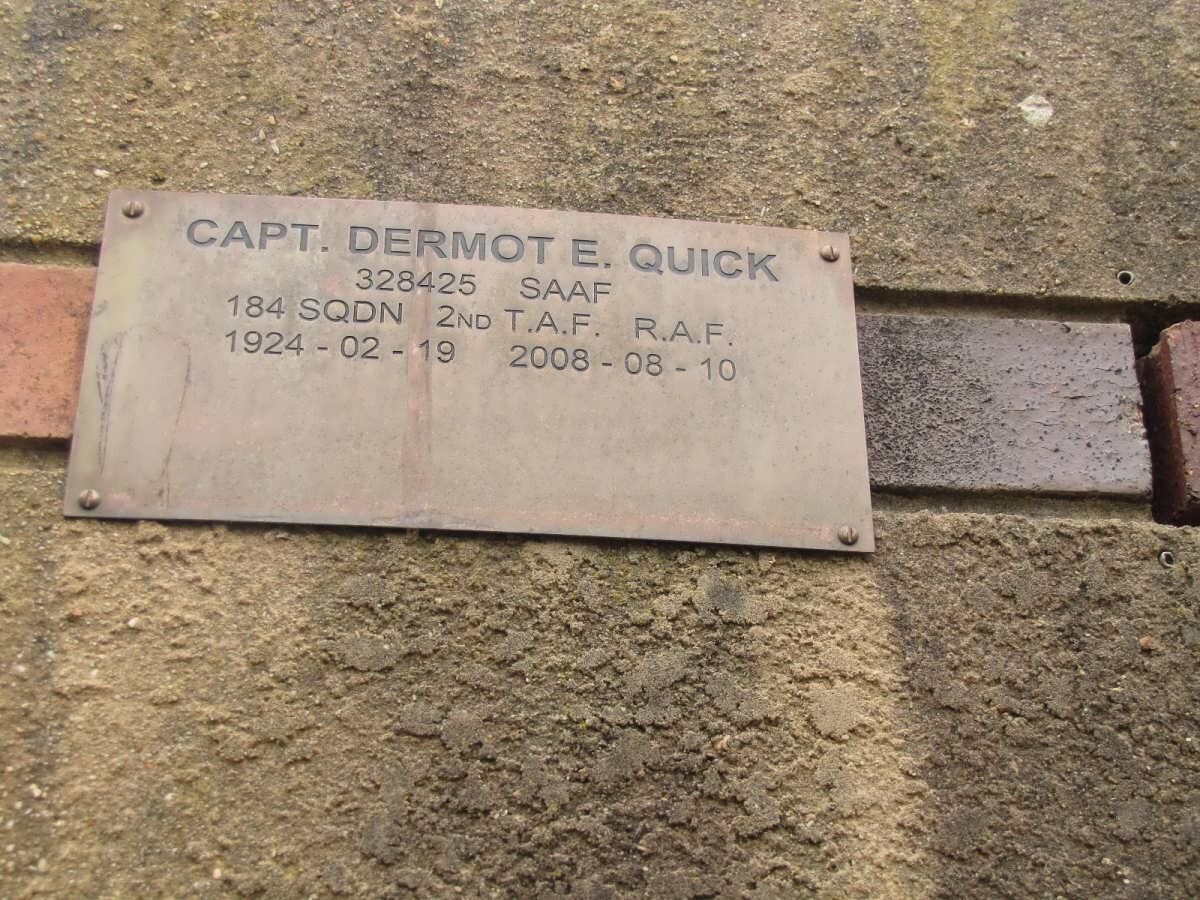 CAPT. DERMOT E. QUICK
328425 SAAF
184 SQDN 2ND T.A.F. R.A.F.
1924 - 02 - 19 2008 - 08 - 10